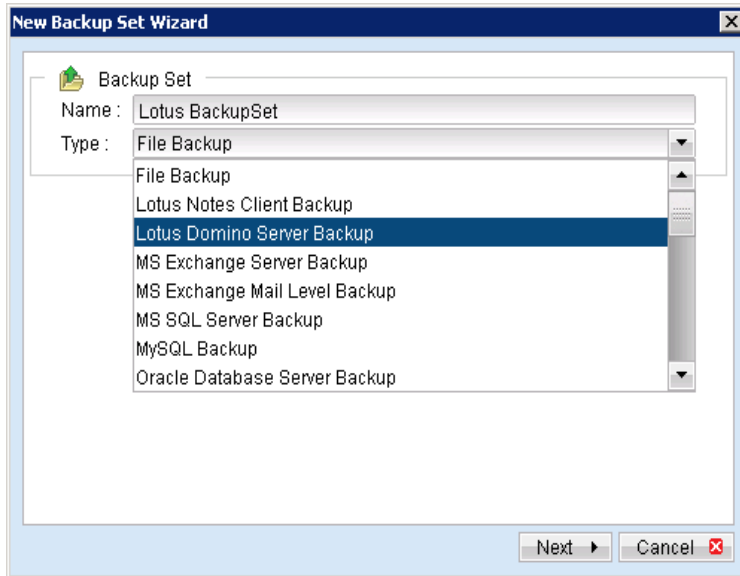 New Backup Set Wizard
Backup Set
Name : Lotus BackupSet
Type : File Backup
File Backup
Lotus Notes Client Backup
Lotus Domino Server Backup
MS Exchange Server Backup
MS Exchange Mail Level Backup
MS SQL Server Backup
MySQL Backup
Oracle Database Server Backup
Next Cancel